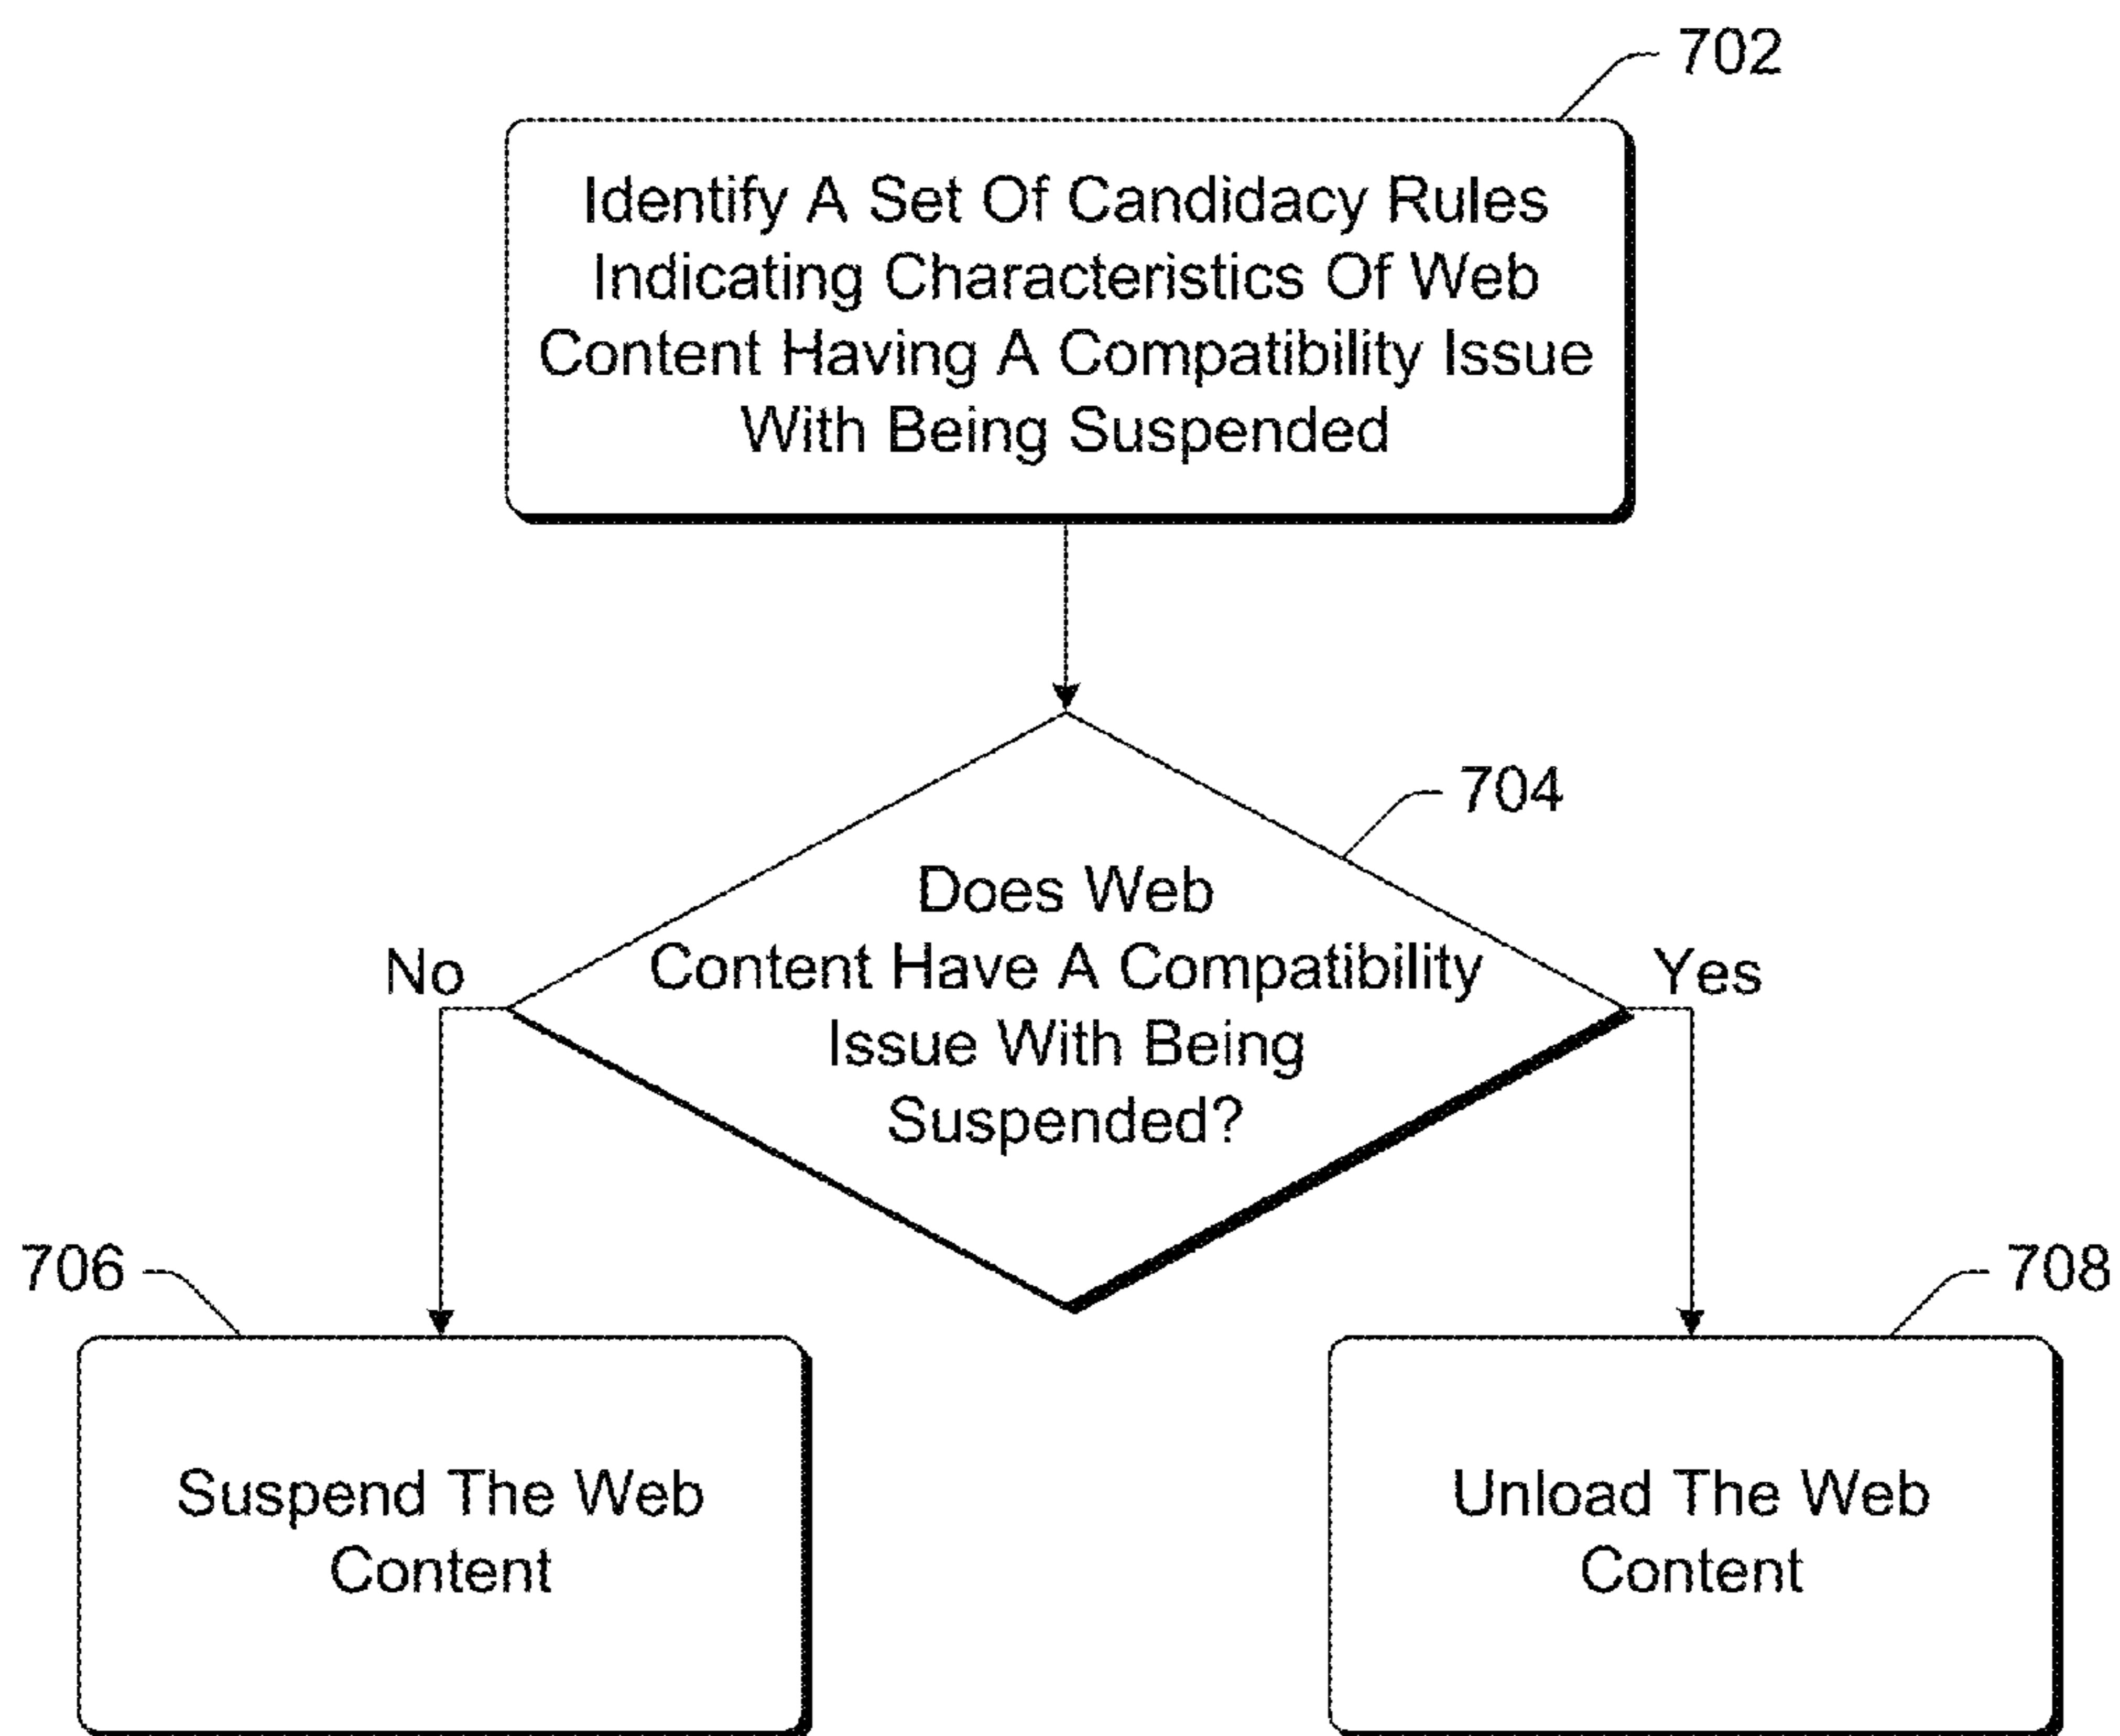 702
Identify A Set Of Candidacy Rules
Indicating Characteristics Of Web
Content Having A Compatibility Issue
With Being Suspended
704
Does Web
Content Have A Compatibility
Issue With Being
Suspended?
No
Yes
706
708
Suspend The Web
Content
Unload The Web
Content